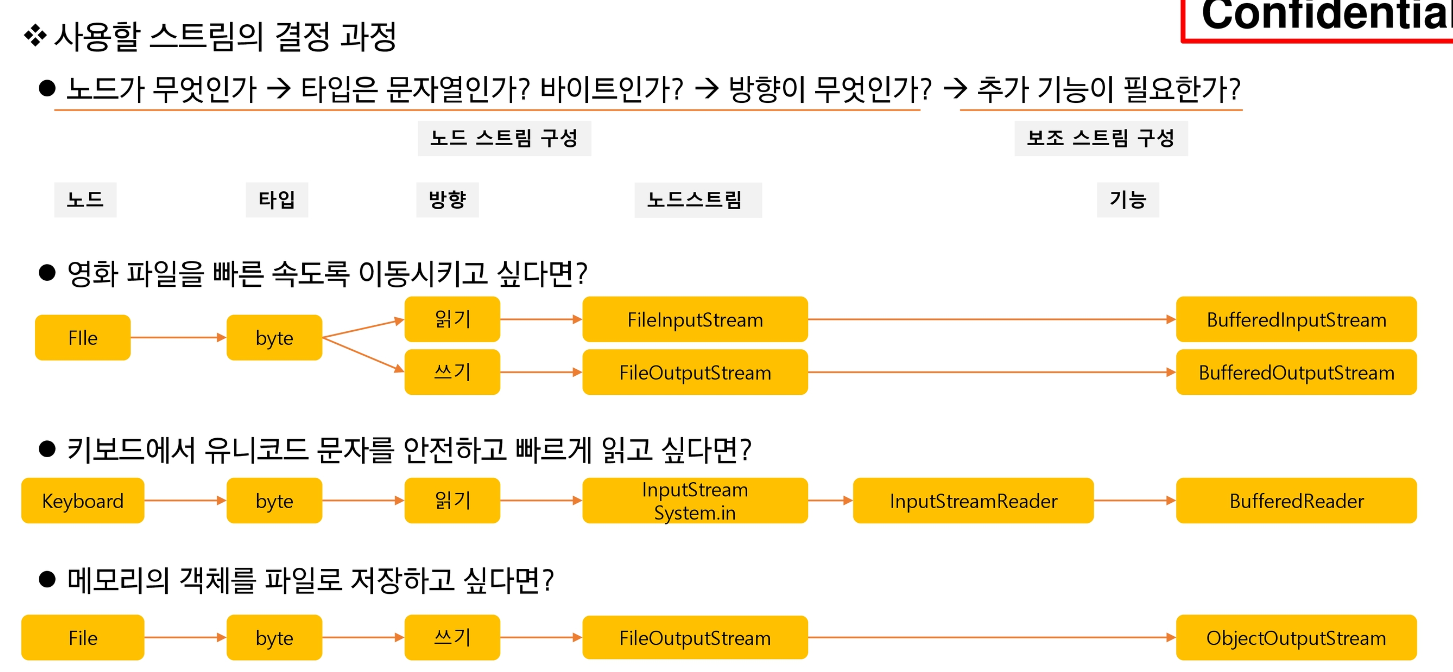 Confidential
❖ 사용할 스트림의 결정 과정
● 노드가 무엇인가 → 타입은 문자열인가? 바이트인가? → 방향이 무엇인가? → 추가 기능이 필요한가?
노드 스트림 구성 보조 스트림 구성
노드 타입 방향 노드스트림 기능
● 영화 파일을 빠른 속도록 이동시키고 싶다면?
FIle byte 읽기 FileInputStream BufferedInputStream
쓰기 FileOutputStream BufferedOutputStream
● 키보드에서 유니코드 문자를 안전하고 빠르게 읽고 싶다면?
Keyboard byte 읽기 InputStream
System.in InputStreamReader BufferedReader
● 메모리의 객체를 파일로 저장하고 싶다면?
File byte 쓰기 FileOutputStream ObjectOutputStream